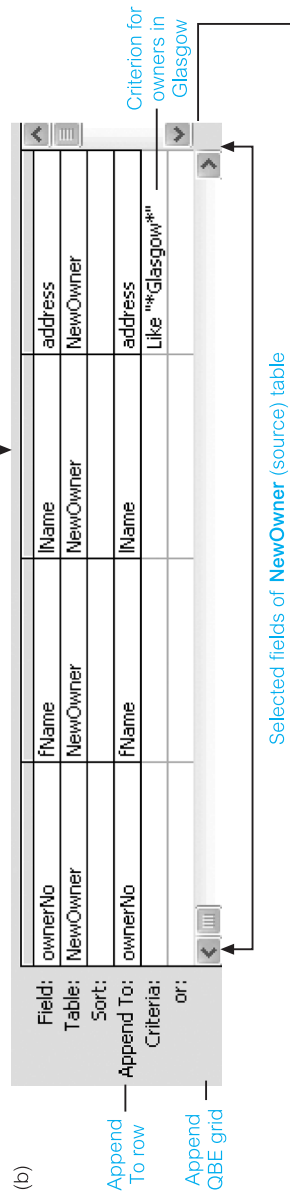 (b)
Field: ownerNo fName lName address
Table: NewOwner NewOwner NewOwner NewOwner
Sort:
Append To: ownerNo fName lName address
Criteria: Like "*Glasgow*"
or:
Append
To row
Append
QBE grid
Criterion for
owners in
Glasgow
Selected fields of NewOwner (source) table